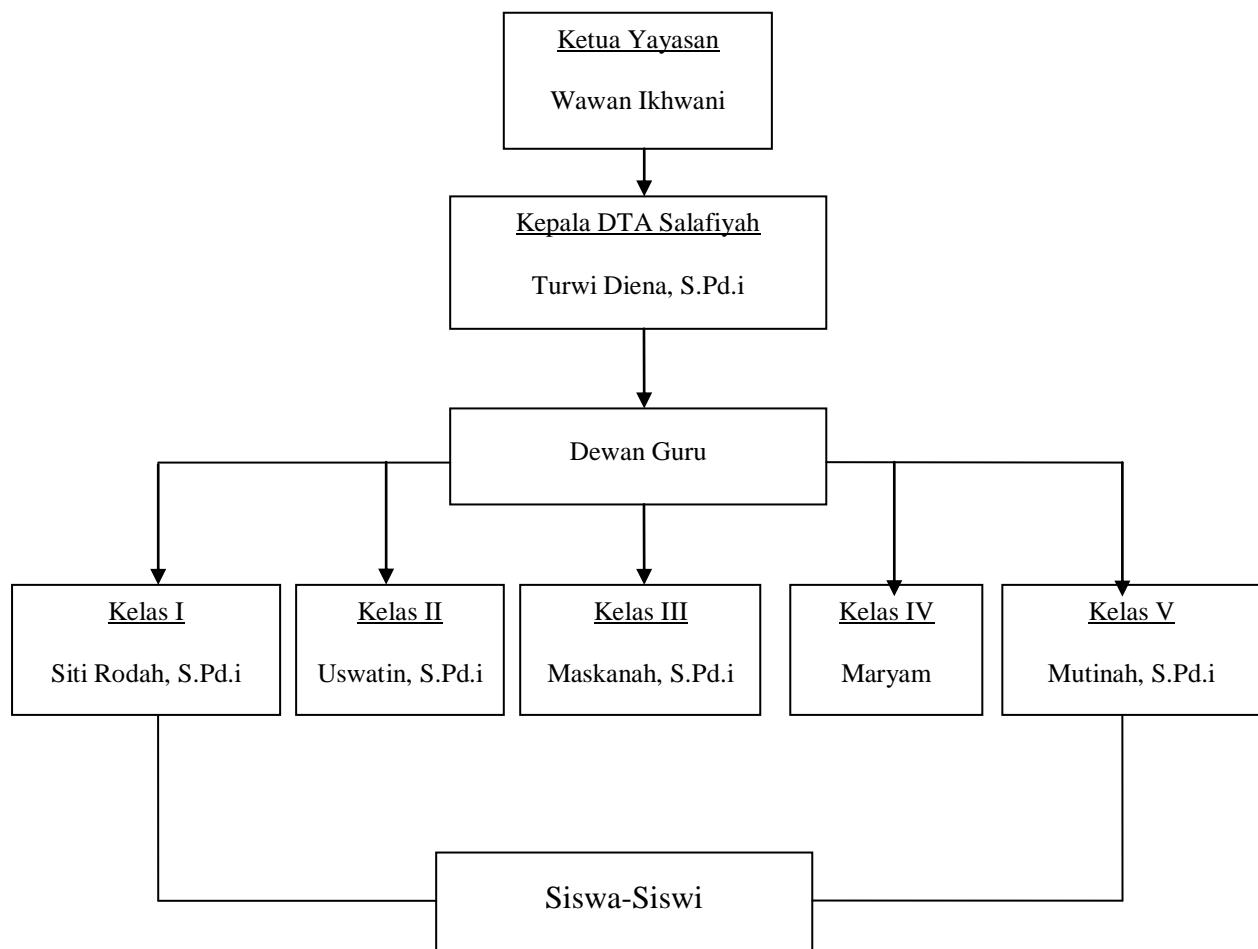 Ketua Yayasan
Wawan Ikhwani
Kepala DTA Salafiyah
Turwi Diena, S.Pd.i
Dewan Guru
Kelas I
Siti Rodah, S.Pd.i
Kelas II
Uswatin, S.Pd.i
Kelas III
Maskanah, S.Pd.i
Kelas IV
Maryam
Kelas V
Mutinah, S.Pd.i
Siswa-Siswi